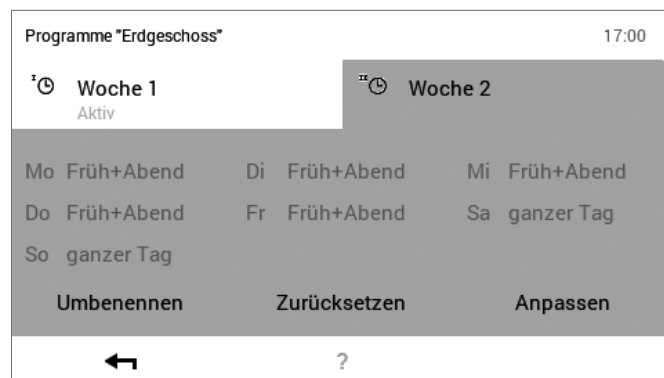 Programme "Erdgeschoss" 17:00
I Woche 1 II Woche 2
Aktiv
Mo Früh+Abend Di Früh+Abend Mi Früh+Abend
Do Früh+Abend Fr Früh+Abend Sa ganzer Tag
So ganzer Tag
Umbenennen Zurücksetzen Anpassen
?